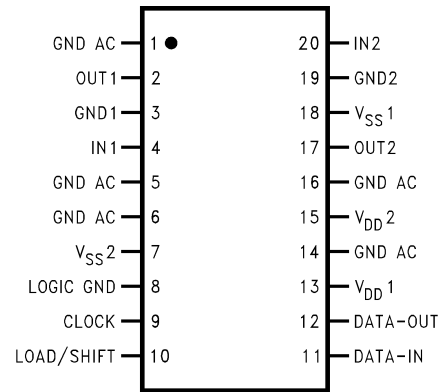 GND AC 1 20 IN2
OUT1 2 19 GND2
GND1 3 18 VSS1
IN1 4 17 OUT2
GND AC 5 16 GND AC
GND AC 6 15 VDD2
VSS2 7 14 GND AC
LOGIC GND 8 13 VDD1
CLOCK 9 12 DATA-OUT
LOAD/SHIFT 10 11 DATA-IN